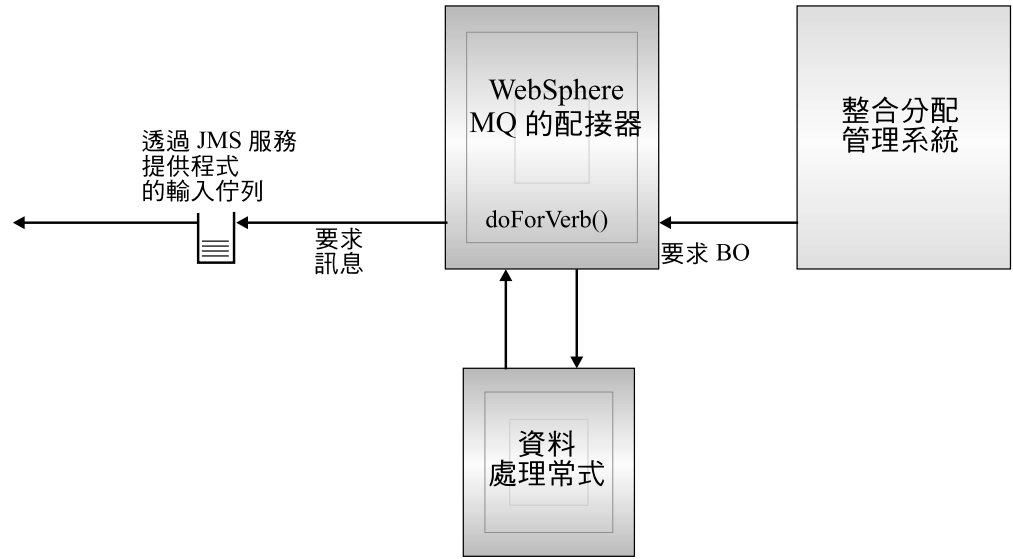 WebSphere
MQ 的配接器
doForVerb()
整合分配
管理系統
透過 JMS 服務
提供程式
的輸入佇列
要求
訊息
要求 BO
資料
處理常式